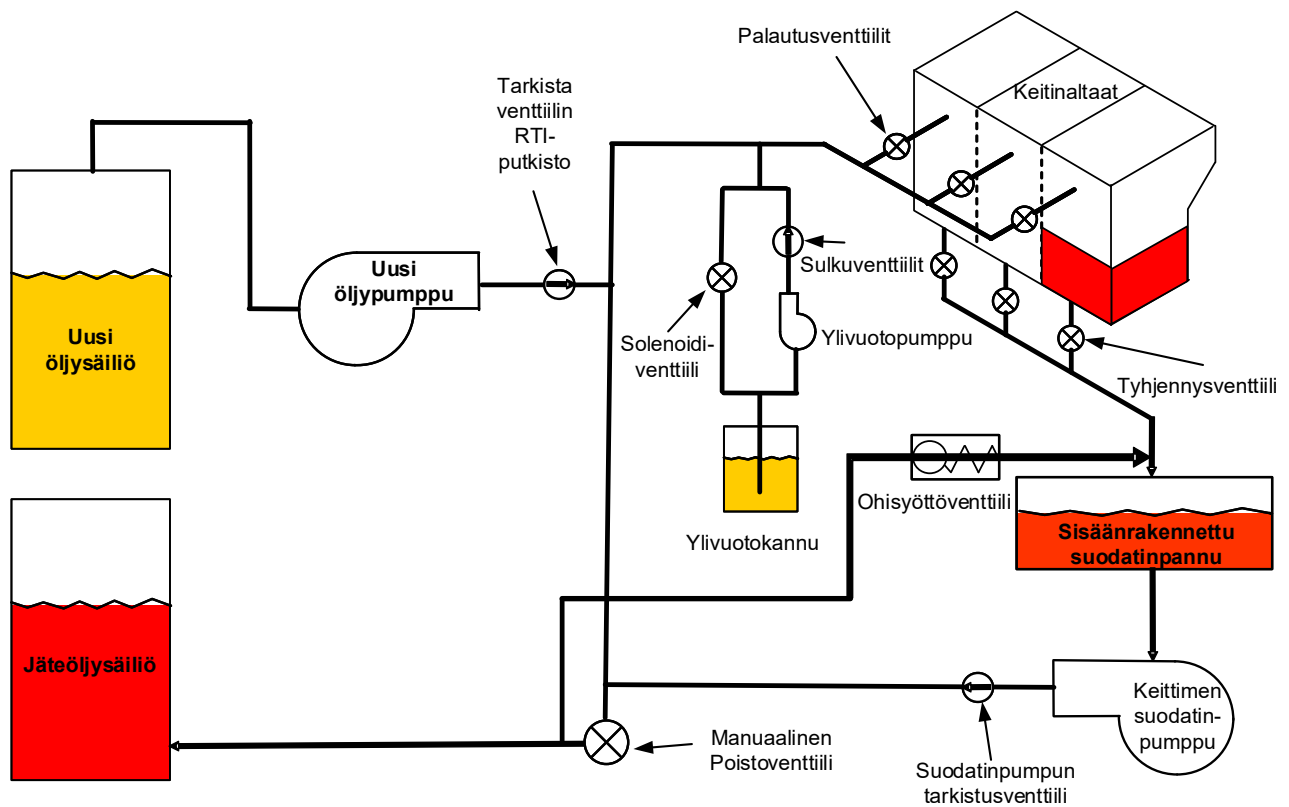 Palautusventtiilit
Keitinaltaat
Tarkista
venttiilin
RTI-
putkisto
Uusi
öljypumppu
Sulkuventtiilit
Uusi
öljysäiliö
Solenoidi-
venttiili
Ylivuotopumppu
Tyhjennysventtiili
Ohisyöttöventtiili
Ylivuotokannu
Sisäänrakennettu
suodatinpannu
Jäteöljysäiliö
Keittimen
suodatin-
pumppu
Manuaalinen
Poistoventtiili
Suodatinpumpun
tarkistusventtiili